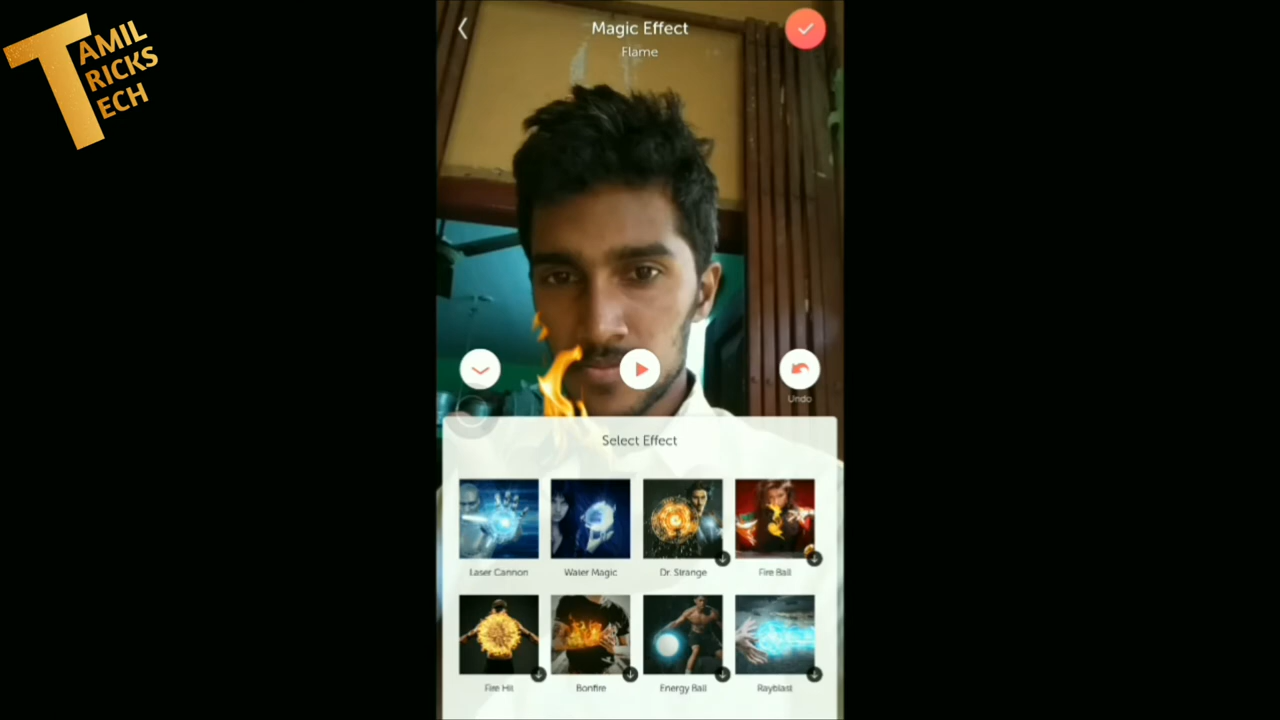 TAMIL
TRICKS
TECH
Magic Effect
Flame
Undo
Select Effect
Laser Cannon
Water Magic
Dr. Strange
Fire Ball
Fire Hit
Bonfire
Energy Ball
Rayblast